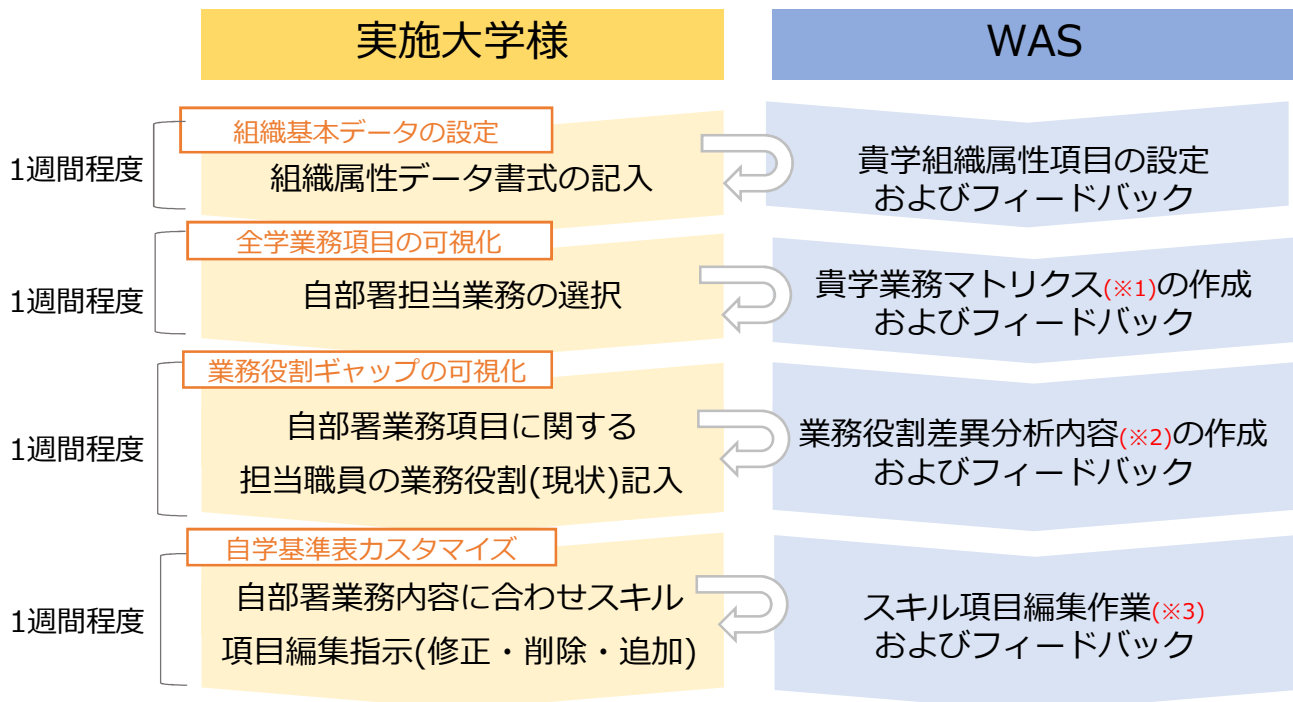 実施大学様
WAS
組織基本データの設定
1週間程度
組織属性データ書式の記入
貴学組織属性項目の設定
およびフィードバック
全学業務項目の可視化
1週間程度
自部署担当業務の選択
貴学業務マトリクス(※1)の作成
およびフィードバック
業務役割ギャップの可視化
1週間程度
自部署業務項目に関する
担当職員の業務役割(現状)記入
業務役割差異分析内容(※2)の作成
およびフィードバック
自学基準表カスタマイズ
1週間程度
自部署業務内容に合わせスキル
項目編集指示(修正・削除・追加)
スキル項目編集作業(※3)
およびフィードバック